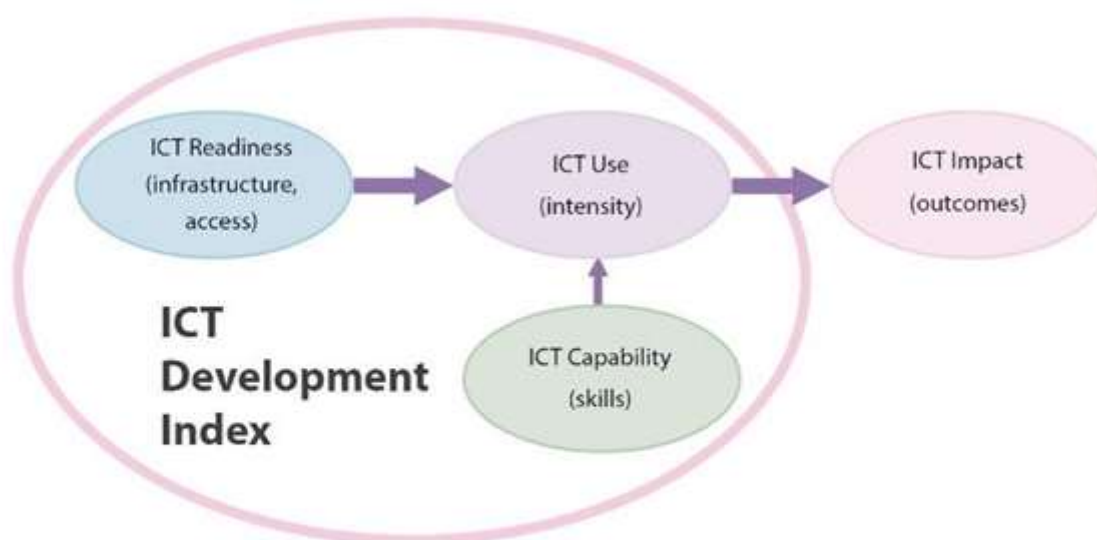 ICT Readiness
(infrastructure,
access)
ICT Use
(intensity)
ICT Impact
(outcomes)
ICT Capability
(skills)
ICT
Development
Index